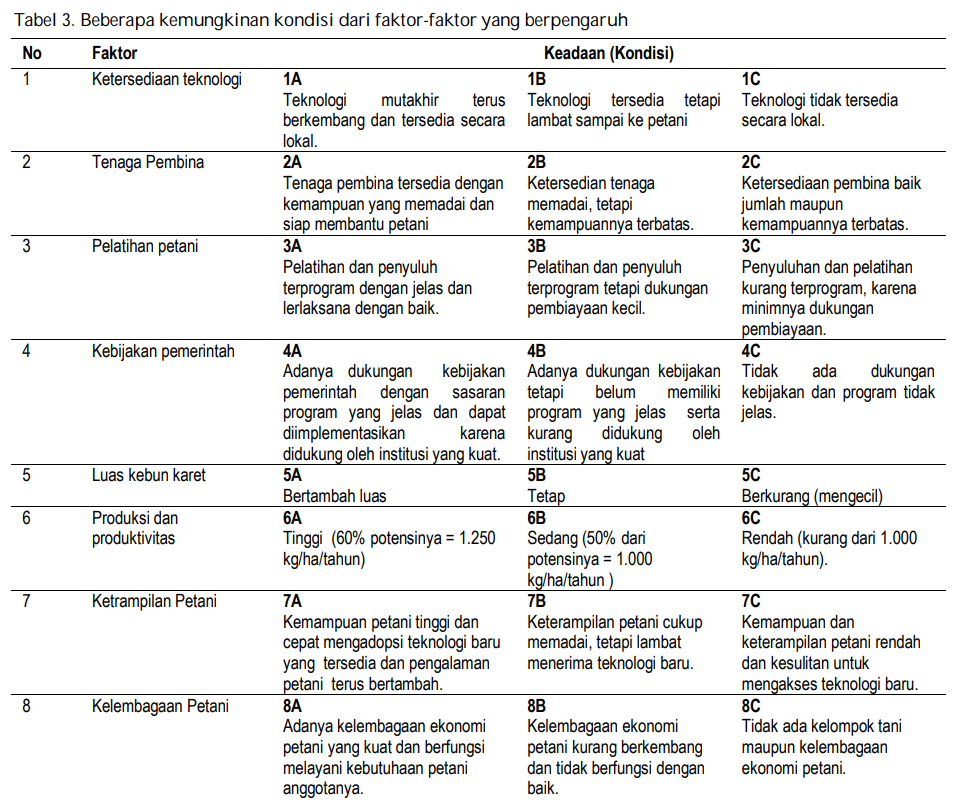 Tabel 3. Beberapa kemungkinan kondisi dari faktor-faktor yang berpengaruh
No Faktor Keadaan (Kondisi)
1 Ketersediaan teknologi 1A 1B 1C
Teknologi mutakhir terus Teknologi tersedia tetapi Teknologi tidak tersedia
berkembang dan tersedia secara lambat sampai ke petani secara lokal.
lokal.
2 Tenaga Pembina 2A 2B 2C
Tenaga pembina tersedia dengan Ketersedian tenaga Ketersediaan pembina baik
kemampuan yang memadai dan memadai, tetapi jumlah maupun
siap membantu petani kemampuannya terbatas. kemampuannya terbatas.
3 Pelatihan petani 3A 3B 3C
Pelatihan dan penyuluh Pelatihan dan penyuluh Penyuluhan dan pelatihan
terprogram dengan jelas dan terprogram tetapi dukungan kurang terprogram, karena
lerlaksana dengan baik. pembiayaan kecil. minimnya dukungan
pembiayaan.
4 Kebijakan pemerintah 4A 4B 4C
Adanya dukungan kebijakan Adanya dukungan kebijakan Tidak ada dukungan
pemerintah dengan sasaran tetapi belum memiliki kebijakan dan program tidak
program yang jelas dan dapat program yang jelas serta jelas.
diimplementasikan karena kurang didukung oleh
didukung oleh institusi yang kuat. institusi yang kuat
5 Luas kebun karet 5A 5B 5C
Bertambah luas Tetap Berkurang (mengecil)
6 Produksi dan 6A 6B 6C
produktivitas Tinggi (60% potensinya = 1.250 Sedang (50% dari Rendah (kurang dari 1.000
kg/ha/tahun) potensinya = 1.000 kg/ha/tahun).
kg/ha/tahun )
7 Ketrampilan Petani 7A 7B 7C
Kemampuan petani tinggi dan Keterampilan petani cukup Kemampuan dan
cepat mengadopsi teknologi baru memadai, tetapi lambat keterampilan petani rendah
yang tersedia dan pengalaman menerima teknologi baru. dan kesulitan untuk
petani terus bertambah. mengakses teknologi baru.
8 Kelembagaan Petani 8A 8B 8C
Adanya kelembagaan ekonomi Kelembagaan ekonomi Tidak ada kelompok tani
petani yang kuat dan berfungsi petani kurang berkembang maupun kelembagaan
melayani kebutuhaan petani dan tidak berfungsi dengan ekonomi petani.
anggotanya. baik.